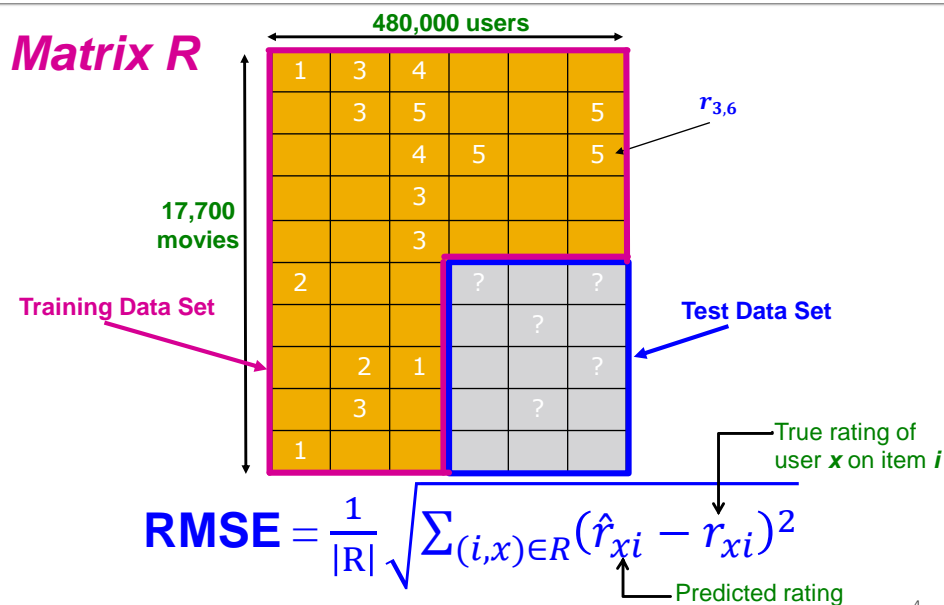 480,000 users
Matrix R
1 3 4
3 5 5
r₃,₆
4 5 5
3
17,700
movies
3
2 ? ?
Training Data Set
Test Data Set
?
2 1 ?
3 ?
1
True rating of
user x on item i
RMSE = 1/|R| √∑(i,x)∈R(r̂xi − rxi)²
Predicted rating
4